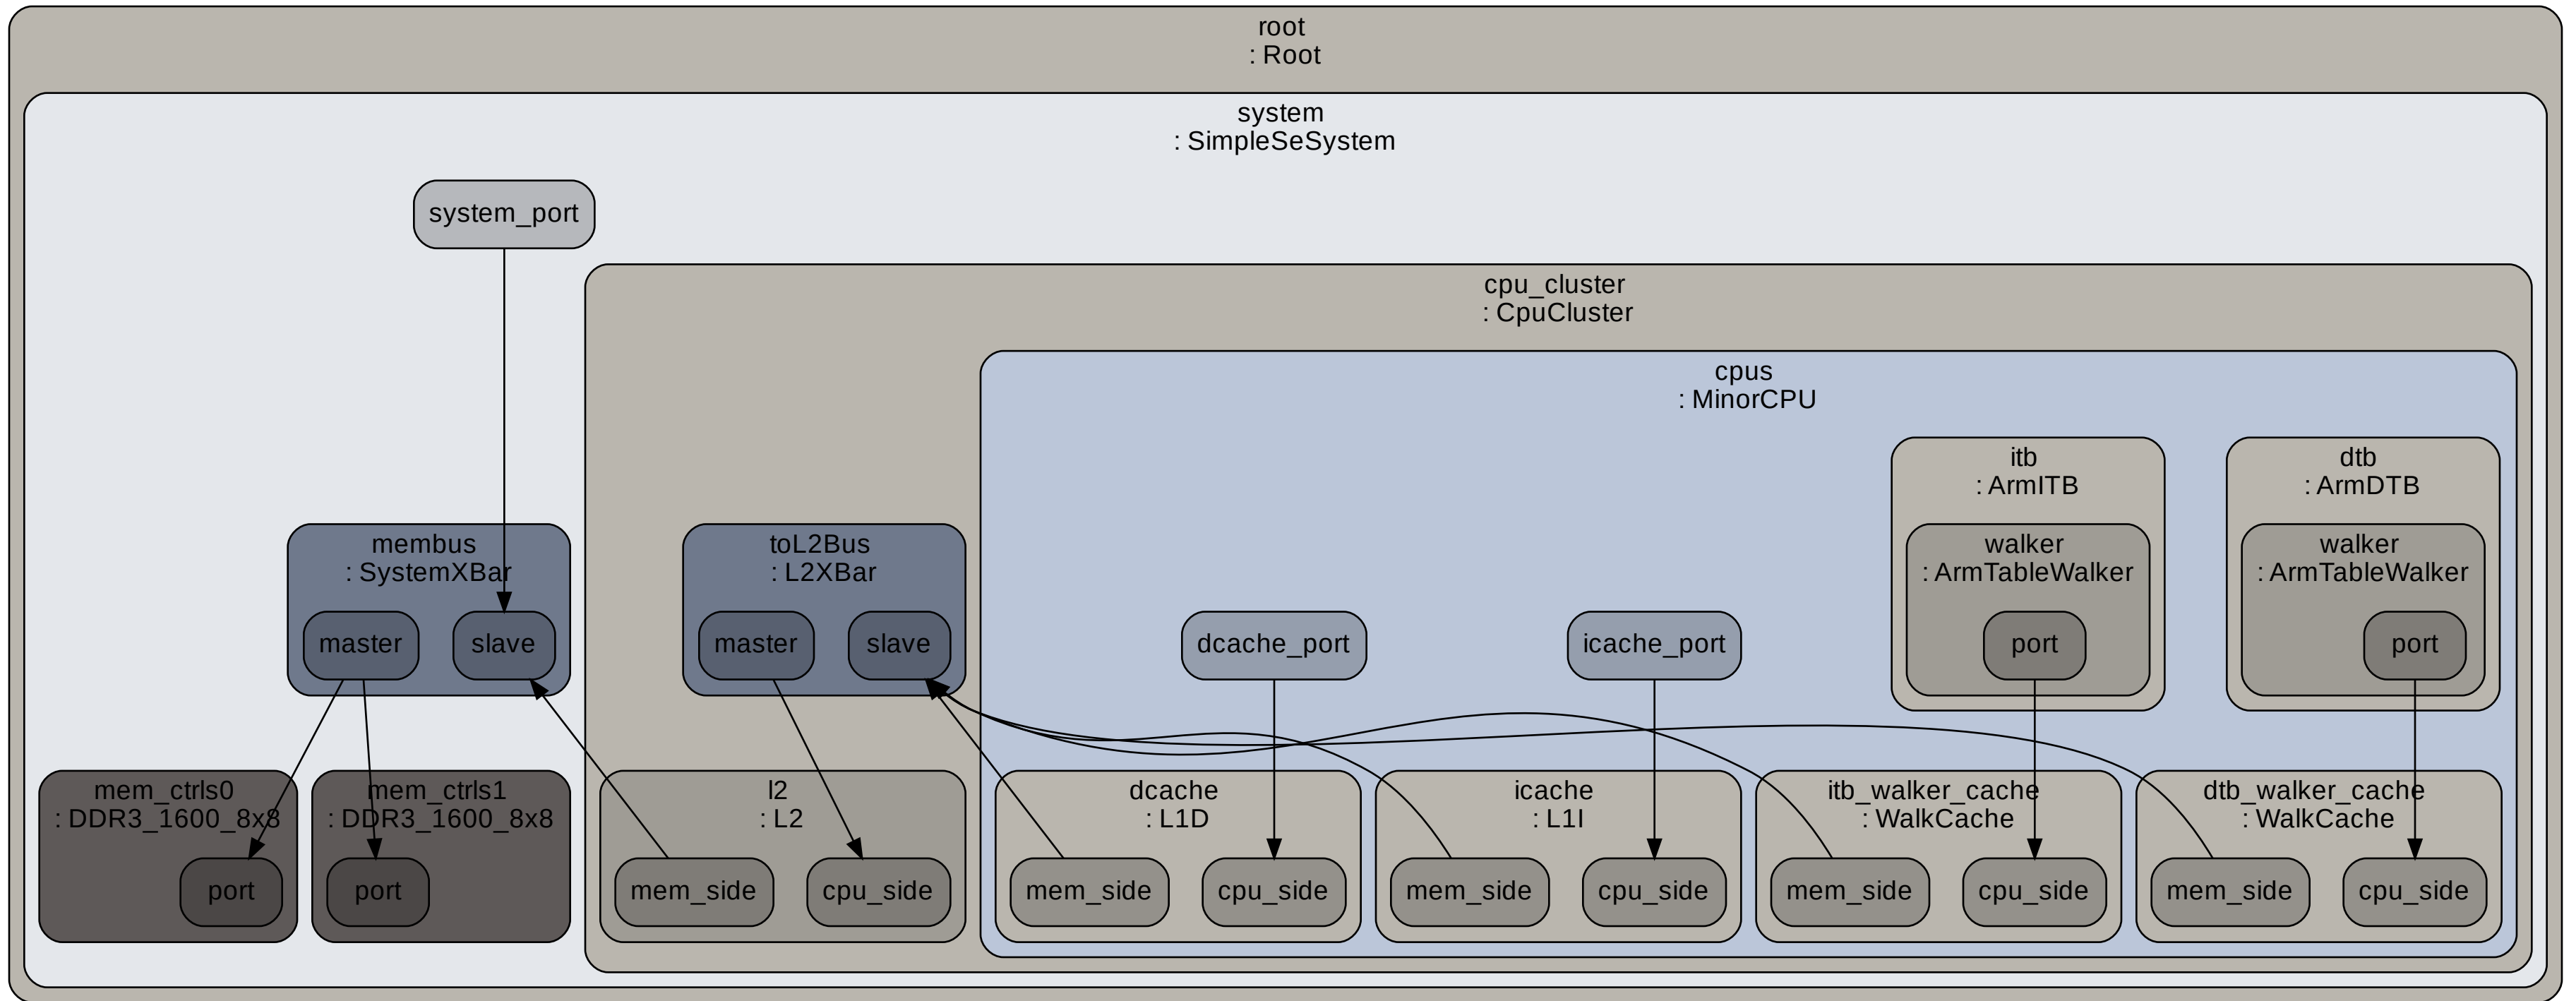 root
: Root
system
: SimpleSeSystem
system_port
cpu_cluster
: CpuCluster
cpus
: MinorCPU
itb
: ArmITB
dtb
: ArmDTB
membus
: SystemXBar
toL2Bus
: L2XBar
walker
: ArmTableWalker
walker
: ArmTableWalker
master
slave
master
slave
dcache_port
icache_port
port
port
mem_ctrls0
: DDR3_1600_8x8
mem_ctrls1
: DDR3_1600_8x8
l2
: L2
dcache
: L1D
icache
: L1I
itb_walker_cache
: WalkCache
dtb_walker_cache
: WalkCache
port
port
mem_side
cpu_side
mem_side
cpu_side
mem_side
cpu_side
mem_side
cpu_side
mem_side
cpu_side